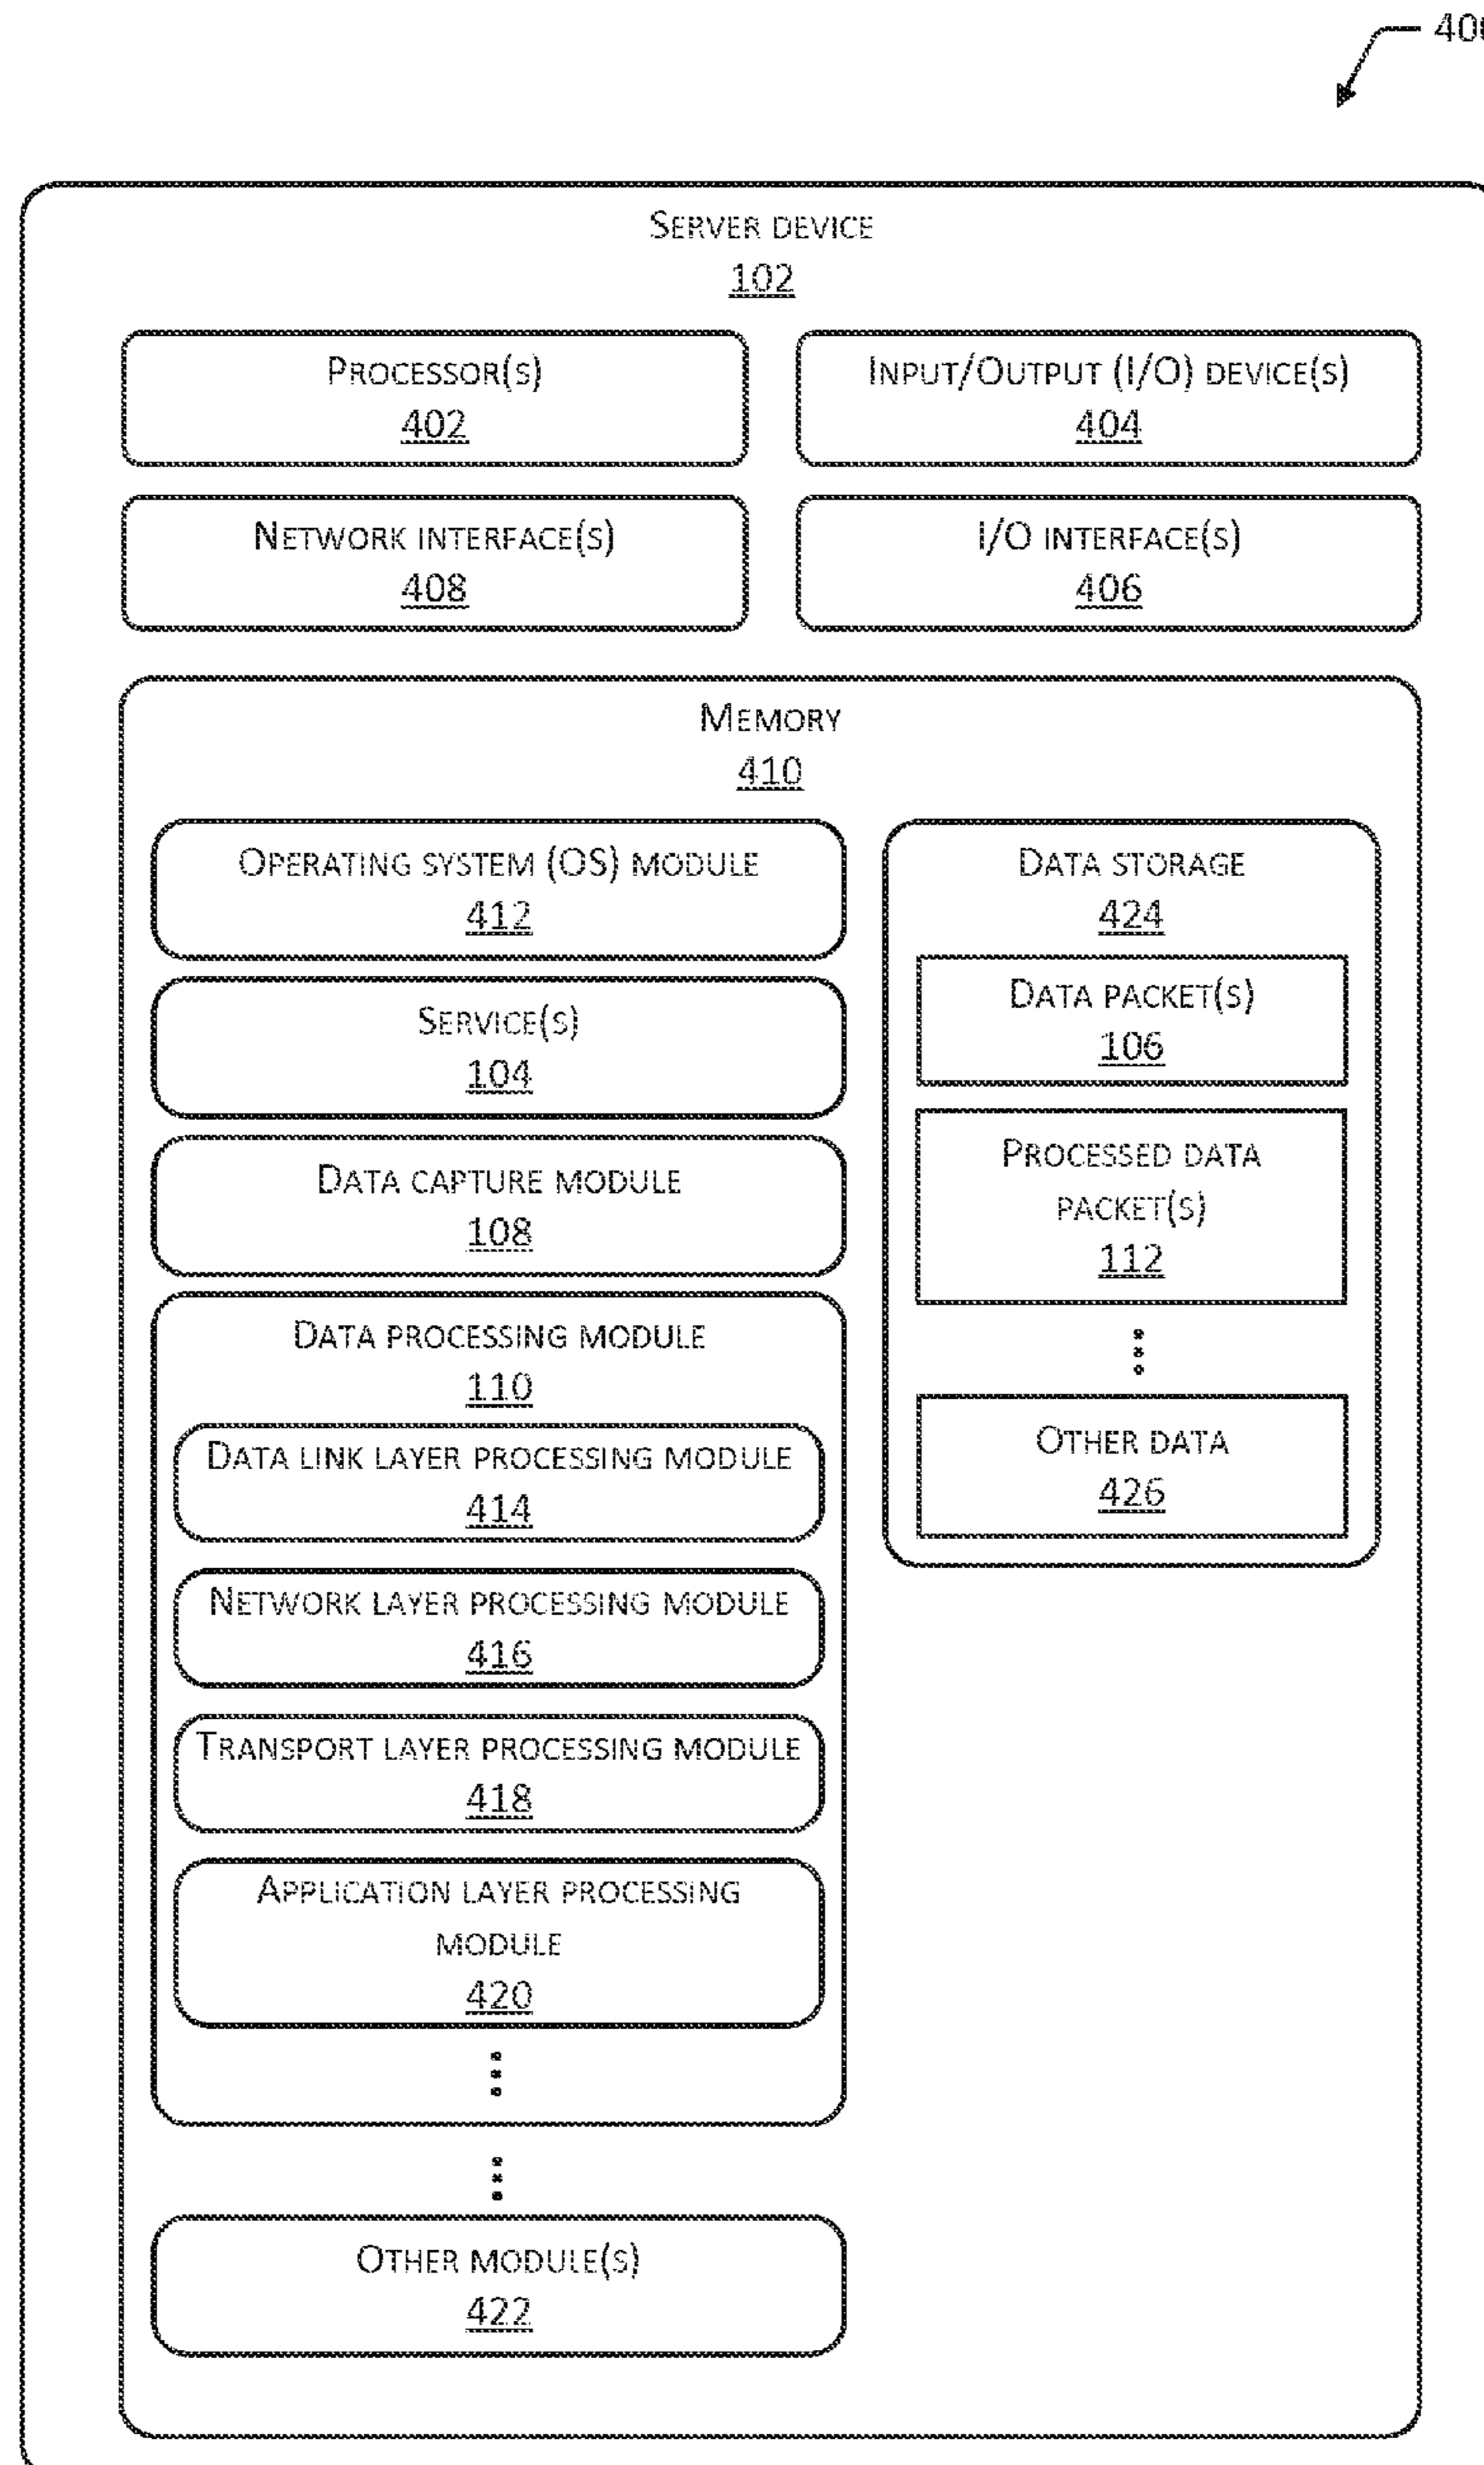 400
SERVER DEVICE
102
PROCESSOR(S)
402
INPUT/OUTPUT (I/O) DEVICE(S)
404
NETWORK INTERFACE(S)
408
I/O INTERFACE(S)
406
MEMORY
410
OPERATING SYSTEM (OS) MODULE
412
SERVICE(S)
104
DATA CAPTURE MODULE
108
DATA PROCESSING MODULE
110
DATA LINK LAYER PROCESSING MODULE
414
NETWORK LAYER PROCESSING MODULE
416
TRANSPORT LAYER PROCESSING MODULE
418
APPLICATION LAYER PROCESSING
MODULE
420
OTHER MODULE(S)
422
DATA STORAGE
424
DATA PACKET(S)
106
PROCESSED DATA
PACKET(S)
112
OTHER DATA
426